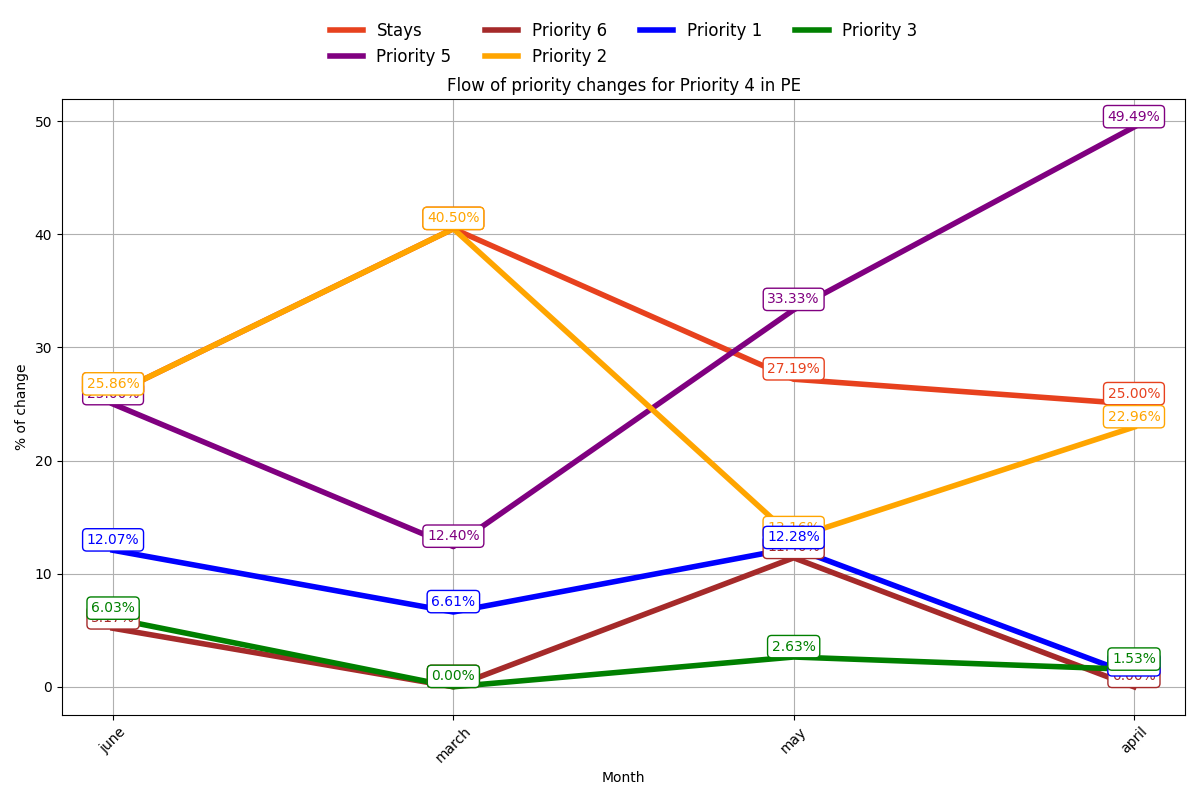 Stays Priority 6 Priority 1 Priority 3
Priority 5 Priority 2
Flow of priority changes for Priority 4 in PE
50
40
30
20
10
0
% of change
49.49%
40.50%
33.33%
27.19%
25.86%
25.00%
22.96%
12.40%
12.28%
12.07%
6.61%
6.03%
2.63%
1.53%
0.00%
june
march
may
april
Month